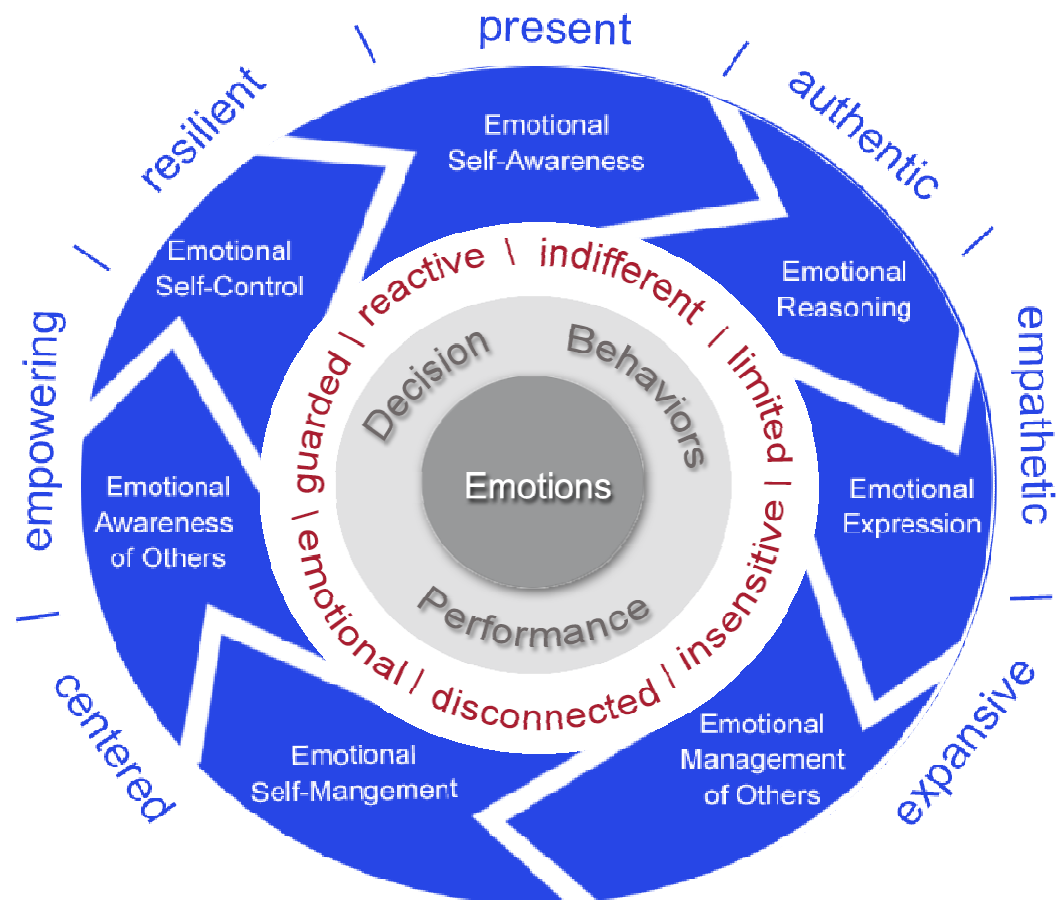 present
|
authentic
|
empathetic
|
expansive
centered
|
empowering
|
resilient
|
Emotional
Self-Awareness
Emotional
Reasoning
Emotional
Expression
Emotional
Management
of Others
Emotional
Self-Mangement
Emotional
Awareness
of Others
Emotional
Self-Control
indifferent | limited | insensitive | disconnected | emotional | guarded | reactive |
Decision
Behaviors
Performance
Emotions